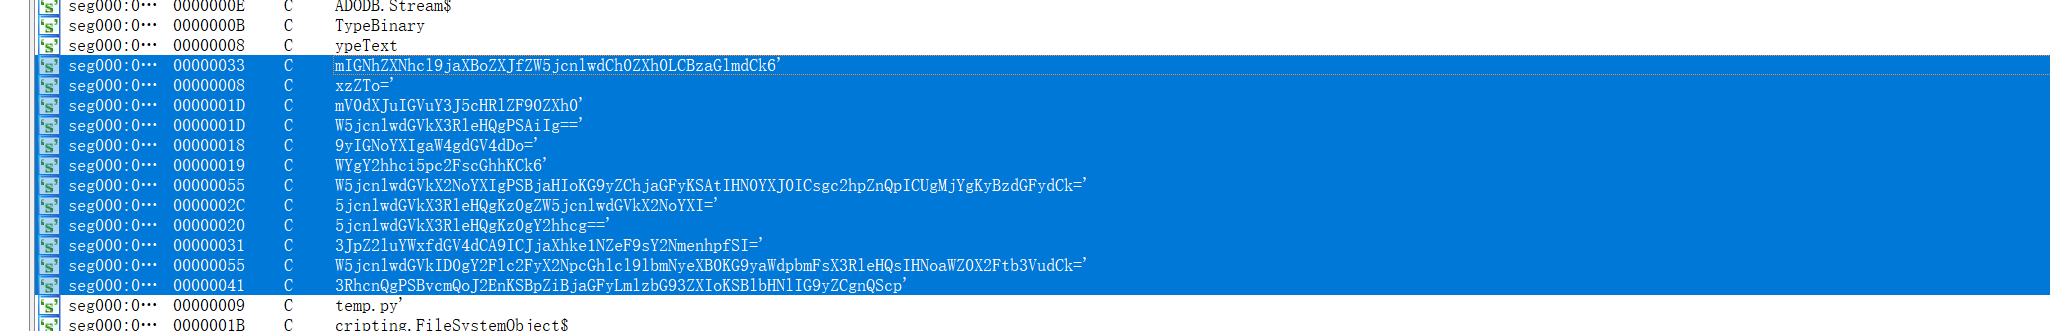 seg000:0… 0000000E C ADODB.Stream$
seg000:0… 0000000B C TypeBinary
seg000:0… 00000008 C ypeText
seg000:0… 00000033 C mIGNhZXNhcl9jaXBoZXJfZW5jcnlwdCh0ZXh0LCBzaGlmdCk6'
seg000:0… 00000008 C xzZTo='
seg000:0… 0000001D C mV0dXJuIGVuY3J5cHRlZF90ZXh0'
seg000:0… 0000001D C W5jcnlwdGVkX3RleHQgPSAiIg=='
seg000:0… 00000018 C 9yIGNoYXIgaW4gdGV4dDo='
seg000:0… 00000019 C WYgY2hhci5pc2FscGhhKCk6'
seg000:0… 00000055 C W5jcnlwdGVkX2NoYXIgPSBjaHIoKG9yZChjaGFyKSAtIHN0YXJ0ICsgc2hpZnQpICUgMjYgKyBzdGFydCk='
seg000:0… 0000002C C 5jcnlwdGVkX3RleHQgKz0gZW5jcnlwdGVkX2NoYXI='
seg000:0… 00000020 C 5jcnlwdGVkX3RleHQgKz0gY2hhcg=='
seg000:0… 00000031 C 3JpZ2luYWxfdGV4dCA9ICJjaXhke1NZeF9sY2NmenhpfSI='
seg000:0… 00000055 C W5jcnlwdGVkID0gY2Flc2FyX2NpcGhlcl9lbmNyeXB0KG9yaWdpbmFsX3RleHQsIHNoaWZ0X2Ftb3VudCk='
seg000:0… 00000041 C 3RhcnQgPSBvcmQoJ2EnKSBpZiBjaGFyLmlzbG93ZXIoKSBlbHNlIG9yZCgnQScp'
seg000:0… 00000009 C temp.py'
seg000:0… 0000001B C cripting.FileSystemObject$